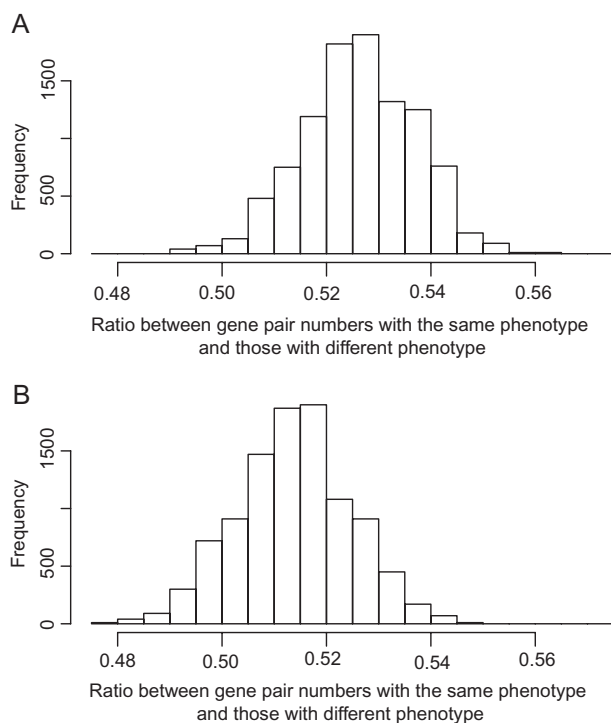 A
1500
500
0
Frequency
0.48 0.50 0.52 0.54 0.56
Ratio between gene pair numbers with the same phenotype
and those with different phenotype
B
1500
500
0
Frequency
0.48 0.50 0.52 0.54 0.56
Ratio between gene pair numbers with the same phenotype
and those with different phenotype